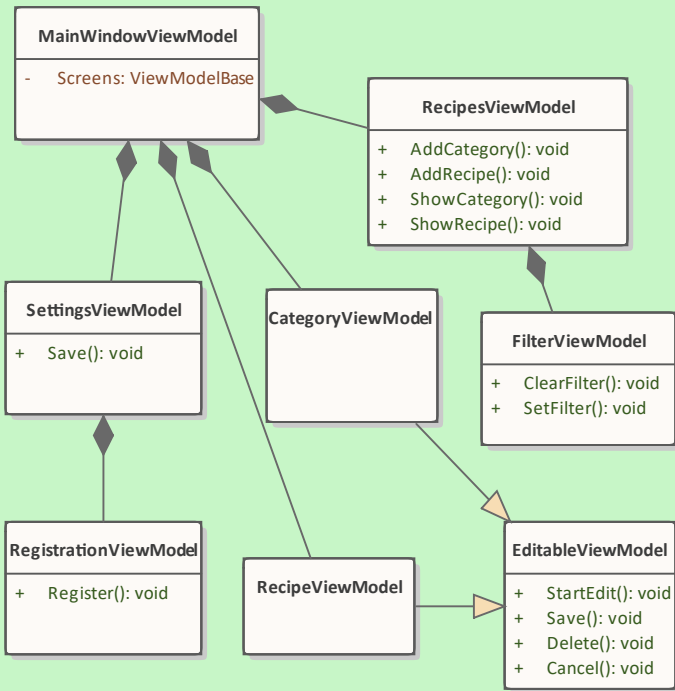 MainWindowViewModel
- Screens: ViewModelBase
RecipesViewModel
+ AddCategory(): void
+ AddRecipe(): void
+ ShowCategory(): void
+ ShowRecipe(): void
SettingsViewModel
+ Save(): void
CategoryViewModel
FilterViewModel
+ ClearFilter(): void
+ SetFilter(): void
RegistrationViewModel
+ Register(): void
RecipeViewModel
EditableViewModel
+ StartEdit(): void
+ Save(): void
+ Delete(): void
+ Cancel(): void